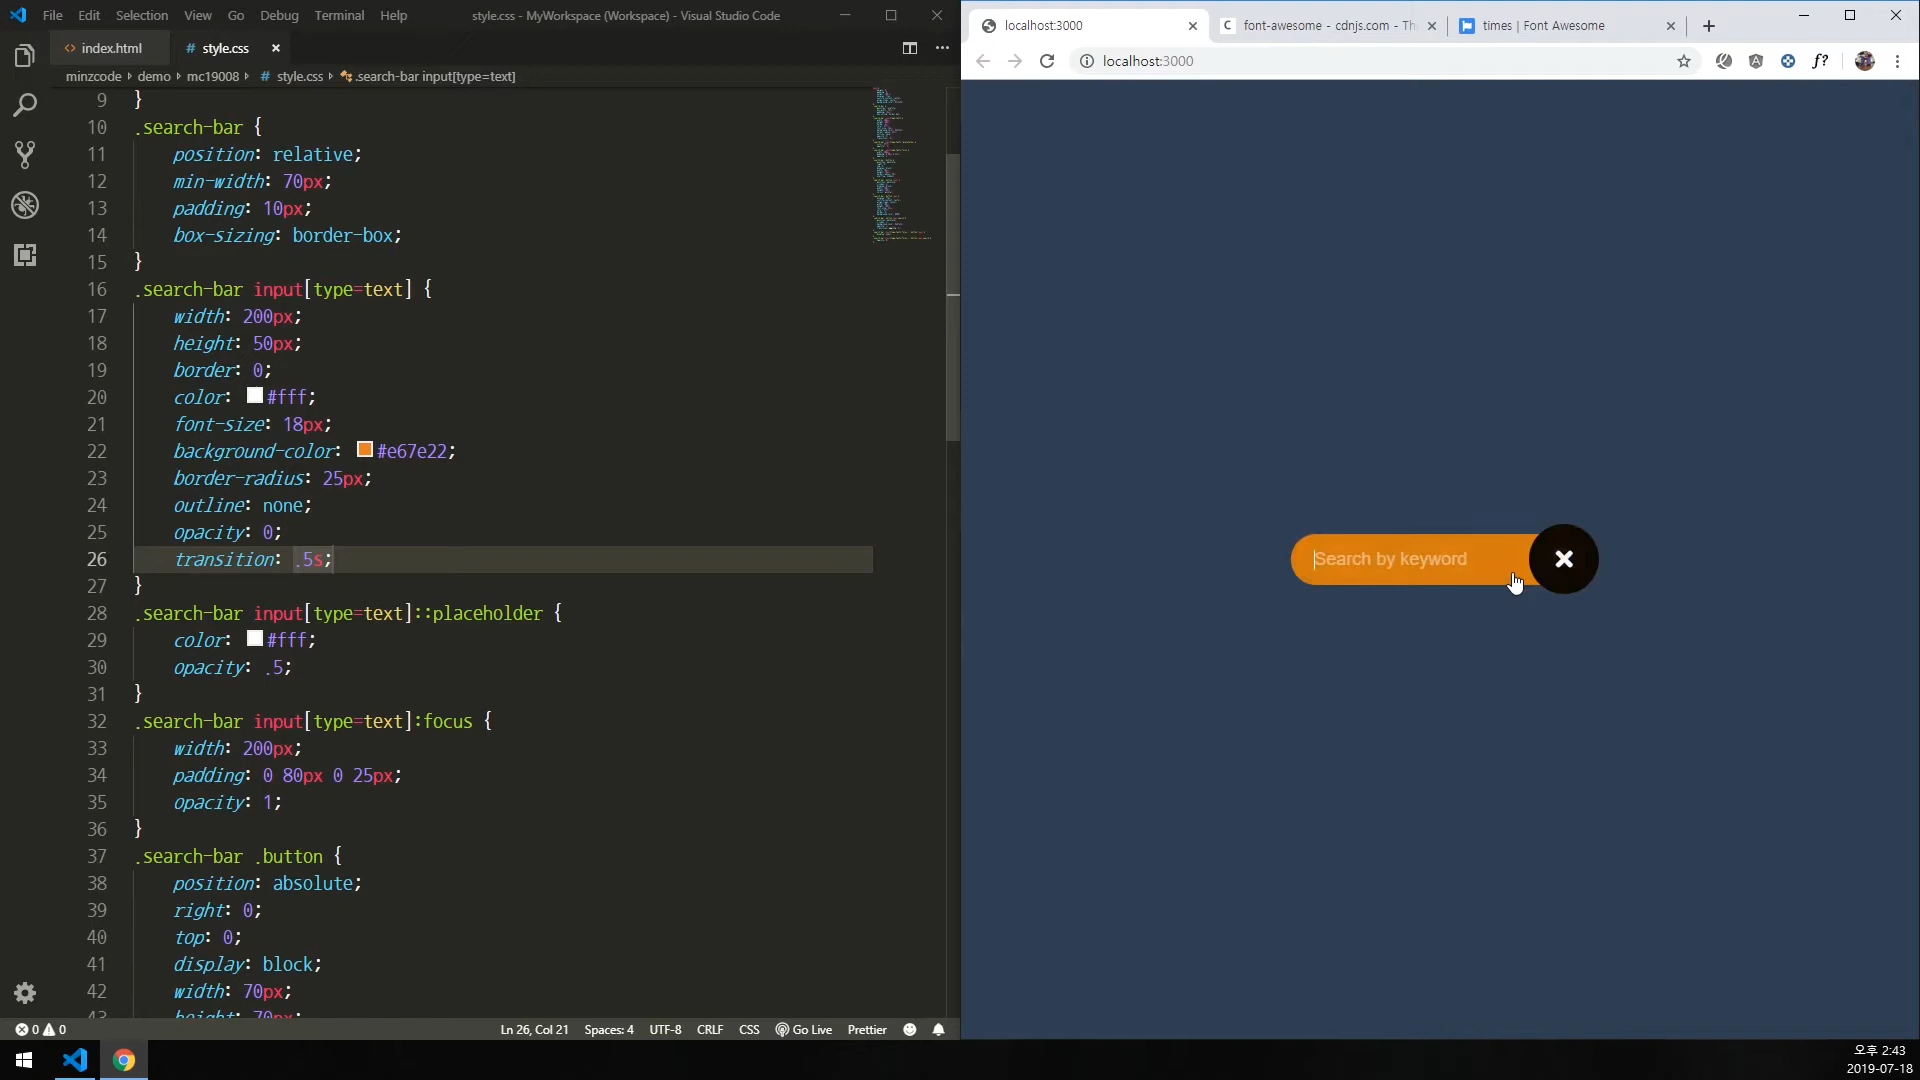 File Edit Selection View Go Debug Terminal Help
style.css - MyWorkspace (Workspace) - Visual Studio Code
index.html
# style.css
minzcode demo mc19008 # style.css .search-bar input[type=text]
9 }
10 .search-bar {
11 position: relative;
12 min-width: 70px;
13 padding: 10px;
14 box-sizing: border-box;
15 }
16 .search-bar input[type=text] {
17 width: 200px;
18 height: 50px;
19 border: 0;
20 color: #fff;
21 font-size: 18px;
22 background-color: #e67e22;
23 border-radius: 25px;
24 outline: none;
25 opacity: 0;
26 transition: .5s;
27 }
28 .search-bar input[type=text]::placeholder {
29 color: #fff;
30 opacity: .5;
31 }
32 .search-bar input[type=text]:focus {
33 width: 200px;
34 padding: 0 80px 0 25px;
35 opacity: 1;
36 }
37 .search-bar .button {
38 position: absolute;
39 right: 0;
40 top: 0;
41 display: block;
42 width: 70px;
43 height: 70px;
0 0
Ln 26, Col 21 Spaces: 4 UTF-8 CRLF CSS Go Live Prettier
localhost:3000
font-awesome - cdnjs.com - Th
times | Font Awesome
localhost:3000
f?
Search by keyword
오후 2:43
2019-07-18